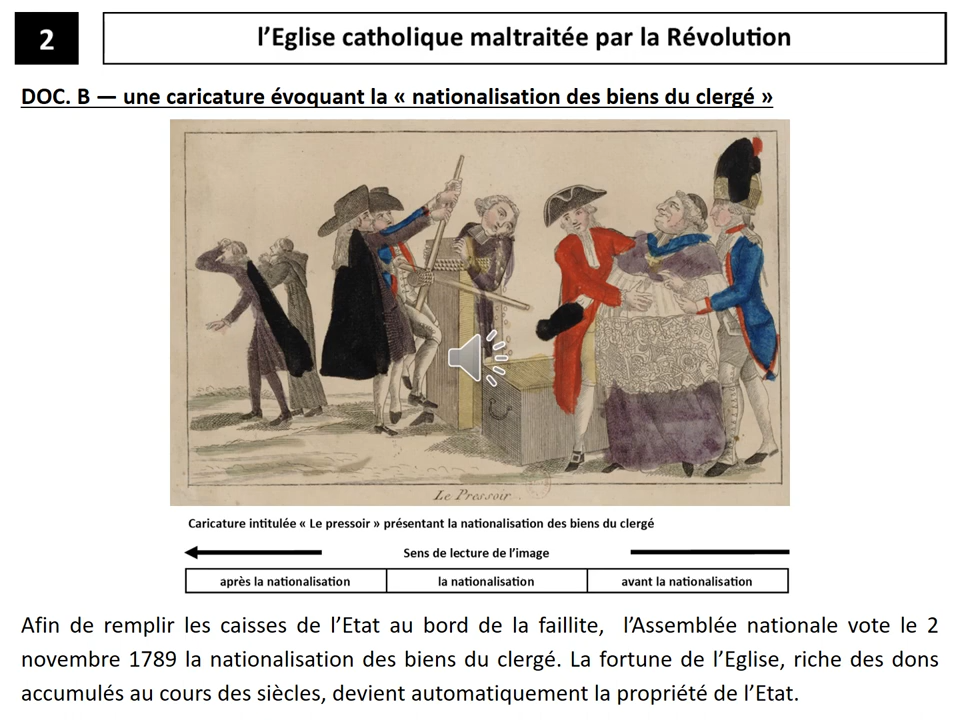 2
l’Eglise catholique maltraitée par la Révolution
DOC. B — une caricature évoquant la « nationalisation des biens du clergé »
Le Pressoir
Caricature intitulée « Le pressoir » présentant la nationalisation des biens du clergé
Sens de lecture de l’image
après la nationalisation la nationalisation avant la nationalisation
Afin de remplir les caisses de l’Etat au bord de la faillite, l’Assemblée nationale vote le 2
novembre 1789 la nationalisation des biens du clergé. La fortune de l’Eglise, riche des dons
accumulés au cours des siècles, devient automatiquement la propriété de l’Etat.